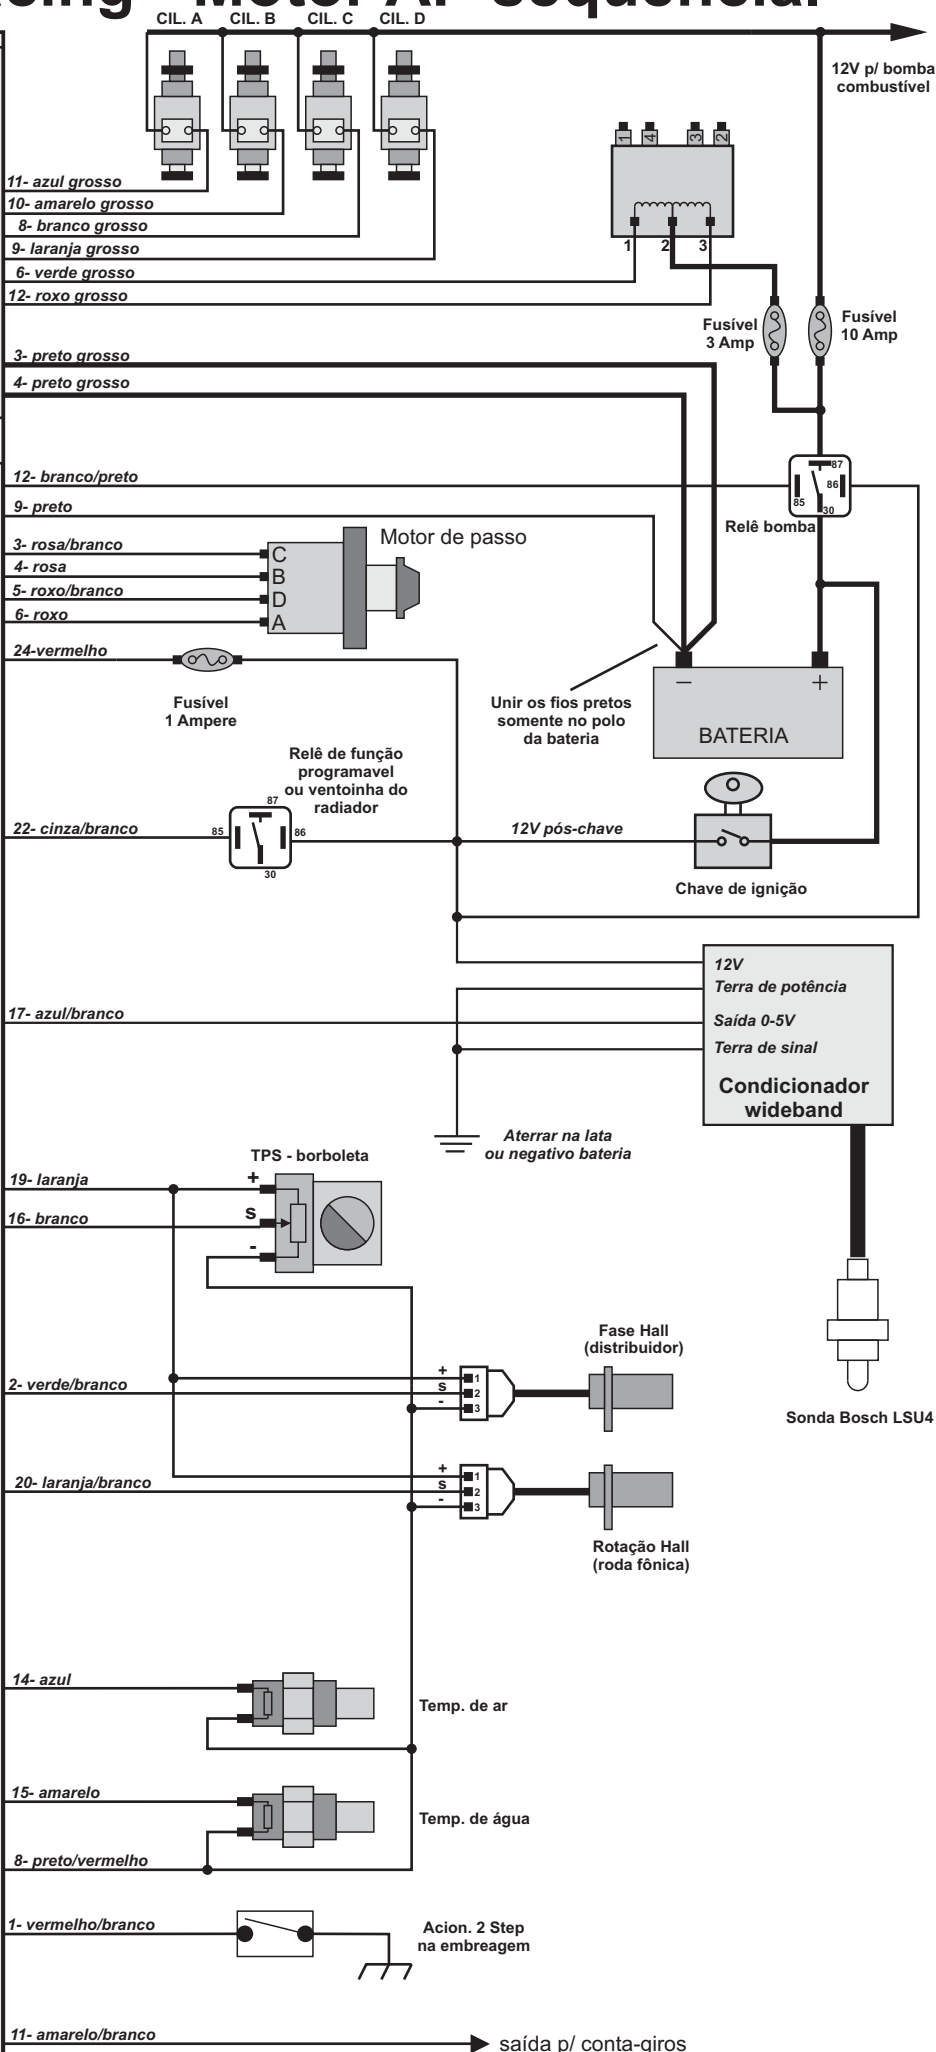 CIL. A CIL. B CIL. C CIL. D
12V p/ bomba
combustível
1 4 3 2
11- azul grosso
10- amarelo grosso
8- branco grosso
9- laranja grosso
1 2 3
6- verde grosso
12- roxo grosso
Fusível
3 Amp
Fusível
10 Amp
3- preto grosso
4- preto grosso
12- branco/preto
87
86
85
30
Relê bomba
9- preto
Motor de passo
3- rosa/branco
C
4- rosa
B
5- roxo/branco
D
6- roxo
A
24-vermelho
Fusível
1 Ampere
Unir os fios pretos
somente no polo
da bateria
− +
BATERIA
Relê de função
programavel
ou ventoinha do
radiador
87
22- cinza/branco
85
86
30
12V pós-chave
Chave de ignição
12V
Terra de potência
17- azul/branco
Saída 0-5V
Terra de sinal
Condicionador
wideband
Aterrar na lata
ou negativo bateria
TPS - borboleta
19- laranja
+
16- branco
s
-
Fase Hall
(distribuidor)
2- verde/branco
+ 1
s 2
- 3
Sonda Bosch LSU4
20- laranja/branco
+ 1
s 2
- 3
Rotação Hall
(roda fônica)
14- azul
Temp. de ar
15- amarelo
Temp. de água
8- preto/vermelho
1- vermelho/branco
Acion. 2 Step
na embreagem
11- amarelo/branco
saída p/ conta-giros